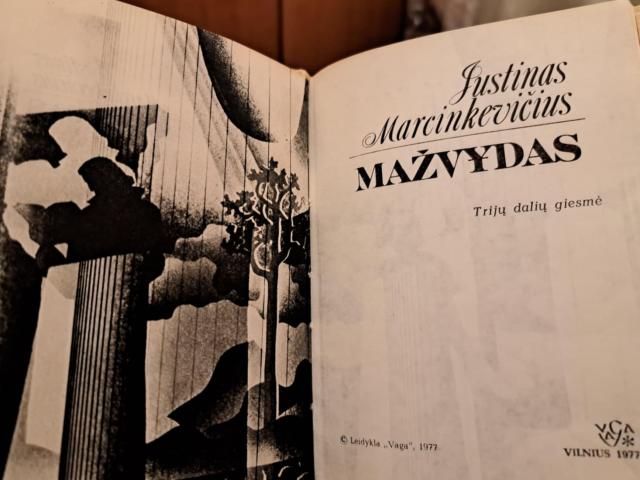 Justinas
Marcinkevičius
MAŽVYDAS
Trijų dalių giesmė
© Leidykla „Vaga", 1977
VAGA
VILNIUS 1977